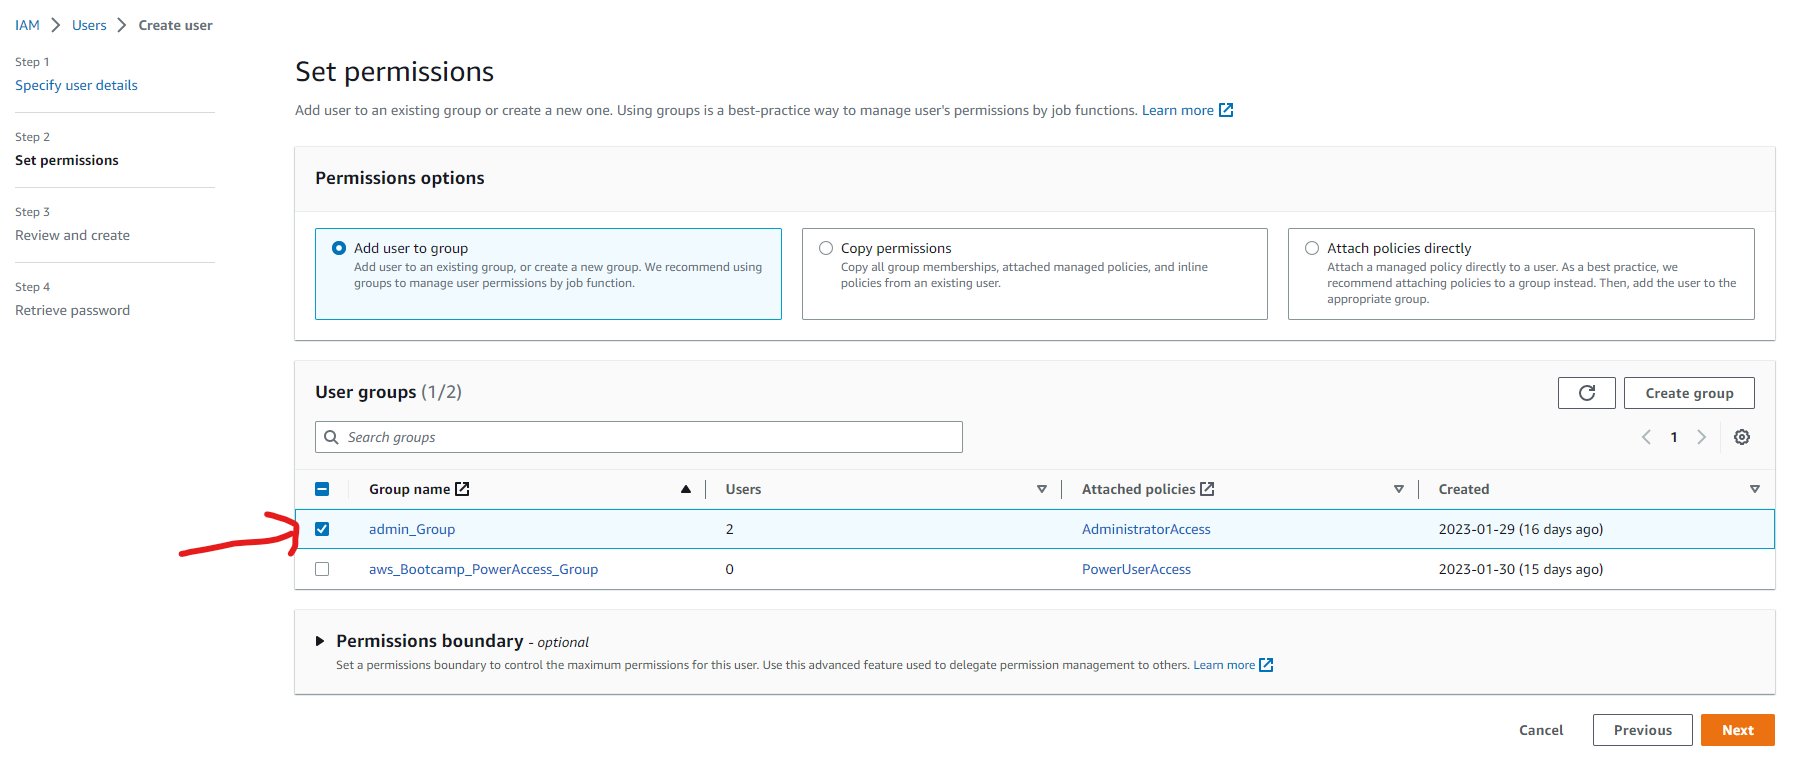 IAM > Users > Create user
Step 1
Specify user details
Step 2
Set permissions
Step 3
Review and create
Step 4
Retrieve password
Set permissions
Add user to an existing group or create a new one. Using groups is a best-practice way to manage user's permissions by job functions. Learn more
Permissions options
Add user to group
Add user to an existing group, or create a new group. We recommend using
groups to manage user permissions by job function.
Copy permissions
Copy all group memberships, attached managed policies, and inline
policies from an existing user.
Attach policies directly
Attach a managed policy directly to a user. As a best practice, we
recommend attaching policies to a group instead. Then, add the user to the
appropriate group.
User groups (1/2)
Create group
Search groups
1
Group name Users Attached policies Created
admin_Group 2 AdministratorAccess 2023-01-29 (16 days ago)
aws_Bootcamp_PowerAccess_Group 0 PowerUserAccess 2023-01-30 (15 days ago)
Permissions boundary - optional
Set a permissions boundary to control the maximum permissions for this user. Use this advanced feature used to delegate permission management to others. Learn more
Cancel Previous Next